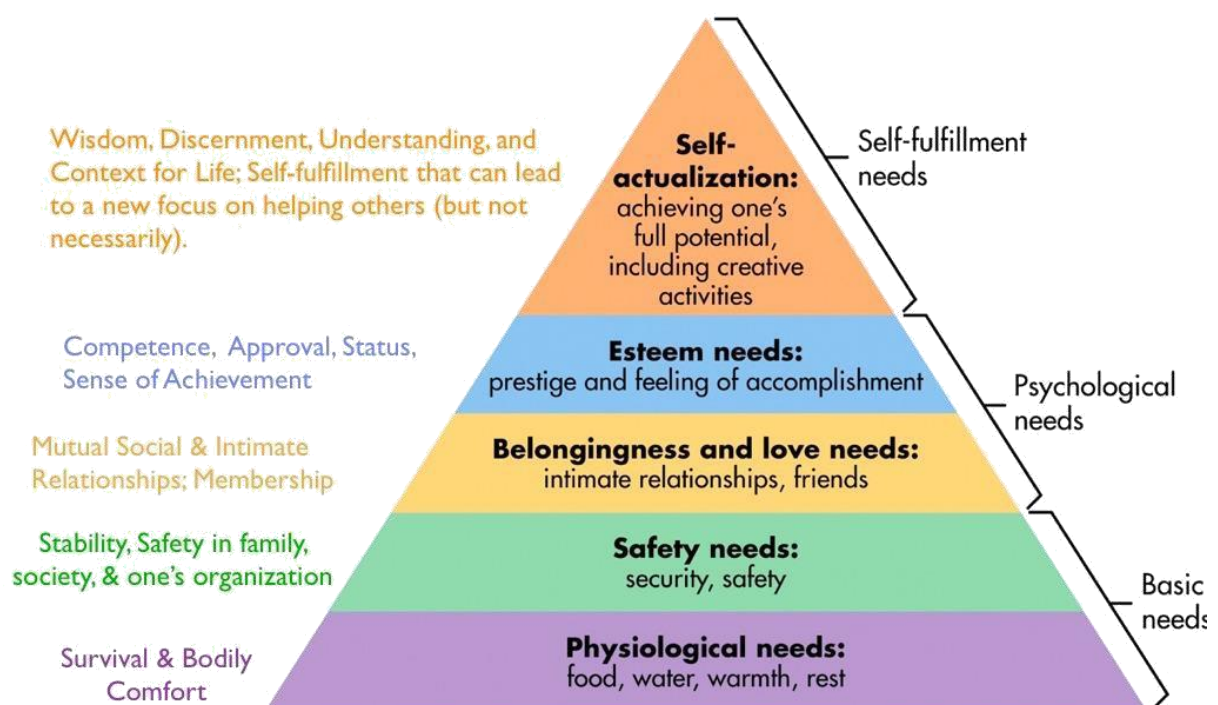 Wisdom, Discernment, Understanding, and
Context for Life; Self-fulfillment that can lead
to a new focus on helping others (but not
necessarily).
Self-
actualization:
achieving one's
full potential,
including creative
activities
Self-fulfillment
needs
Competence, Approval, Status,
Sense of Achievement
Esteem needs:
prestige and feeling of accomplishment
Psychological
needs
Mutual Social & Intimate
Relationships; Membership
Belongingness and love needs:
intimate relationships, friends
Stability, Safety in family,
society, & one's organization
Safety needs:
security, safety
Basic
needs
Survival & Bodily
Comfort
Physiological needs:
food, water, warmth, rest